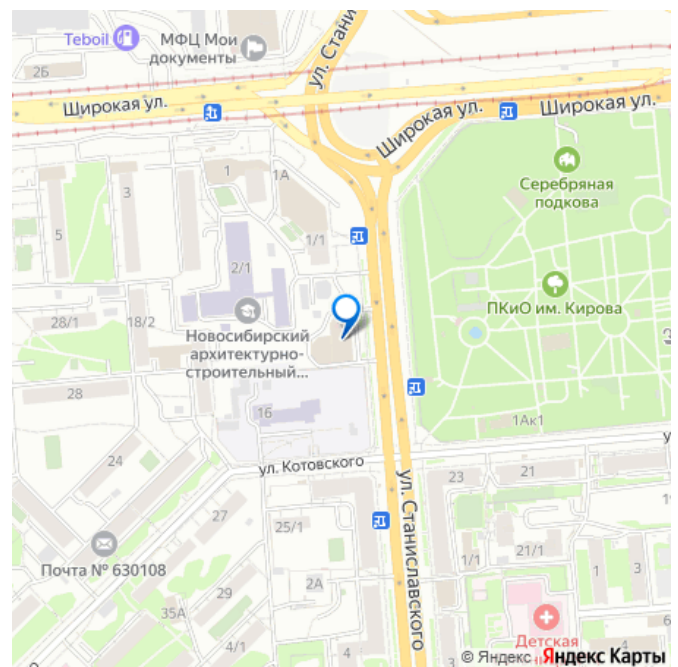 Teboil
МФЦ Мои
документы
2Б
ул. Стани
Широкая ул.
Широкая ул.
Широкая ул.
Серебряная
подкова
1
1А
3
5
1/1
2/1
ПКиО им. Кирова
28/1
18/2
Новосибирский
архитектурно-
строительный...
28
16
1Ак1
24
ул. Котовского
ул. Станиславского
23
21
27
25/1
Почта № 630108
1/1
21/1
1
3
2А
29
35А
4/1
Детская
© Яндекс Яндекс Карты